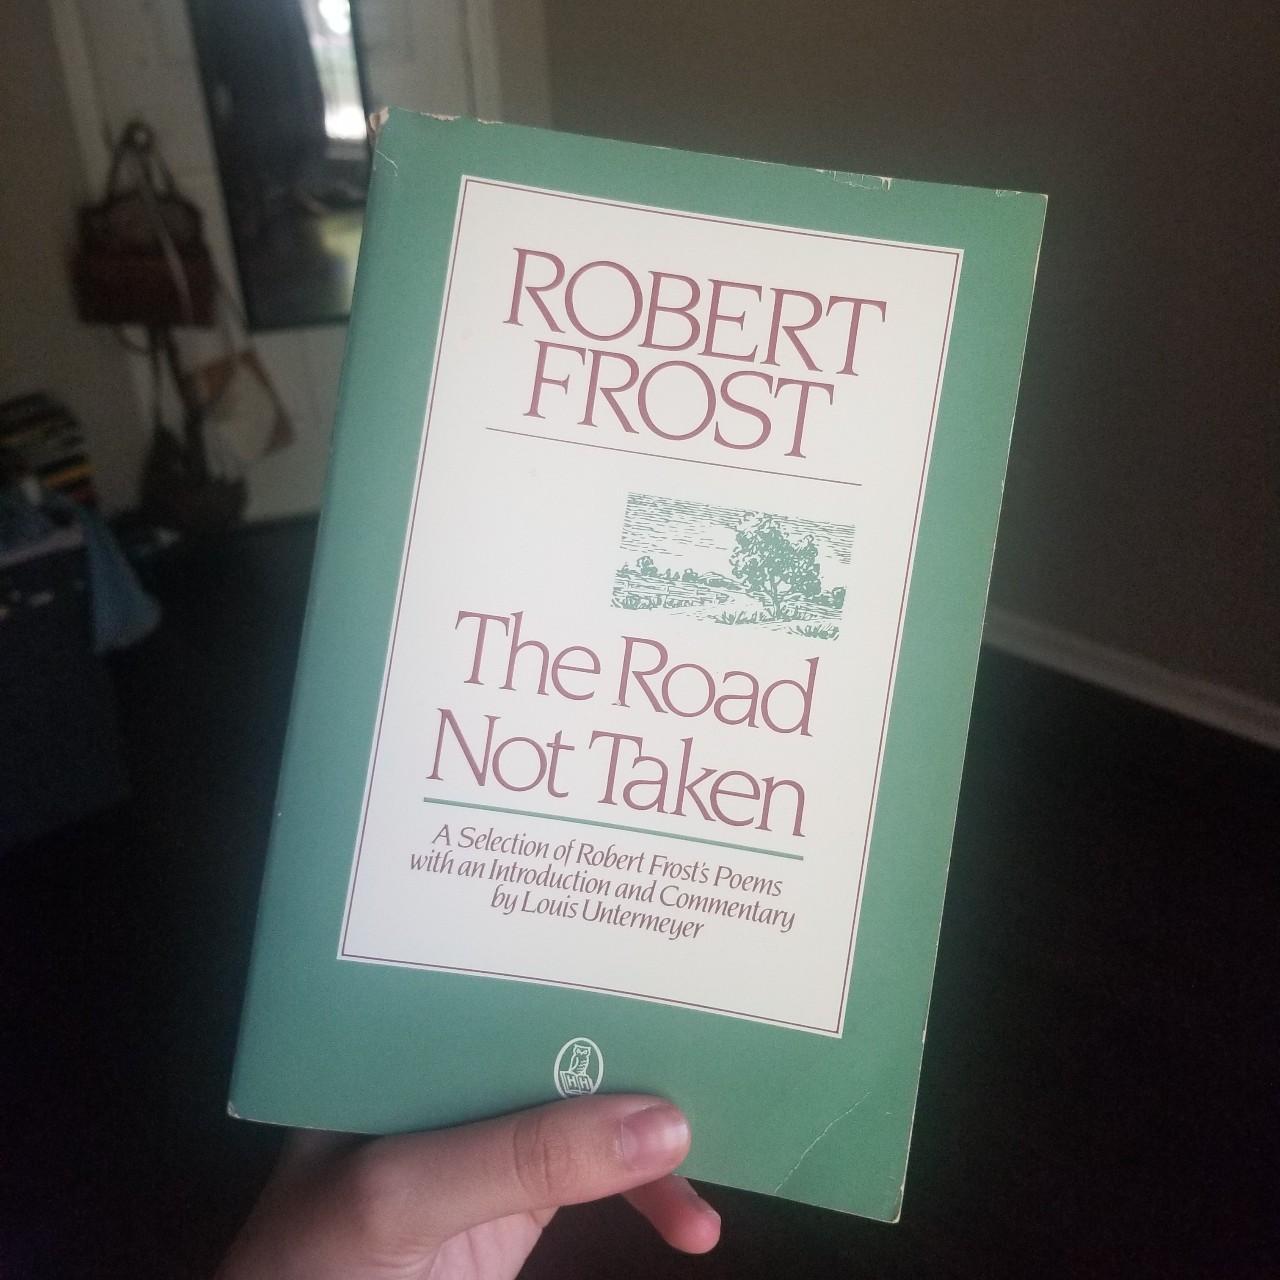 ROBERT
FROST
The Road
Not Taken
A Selection of Robert Frost's Poems
with an Introduction and Commentary
by Louis Untermeyer
HH